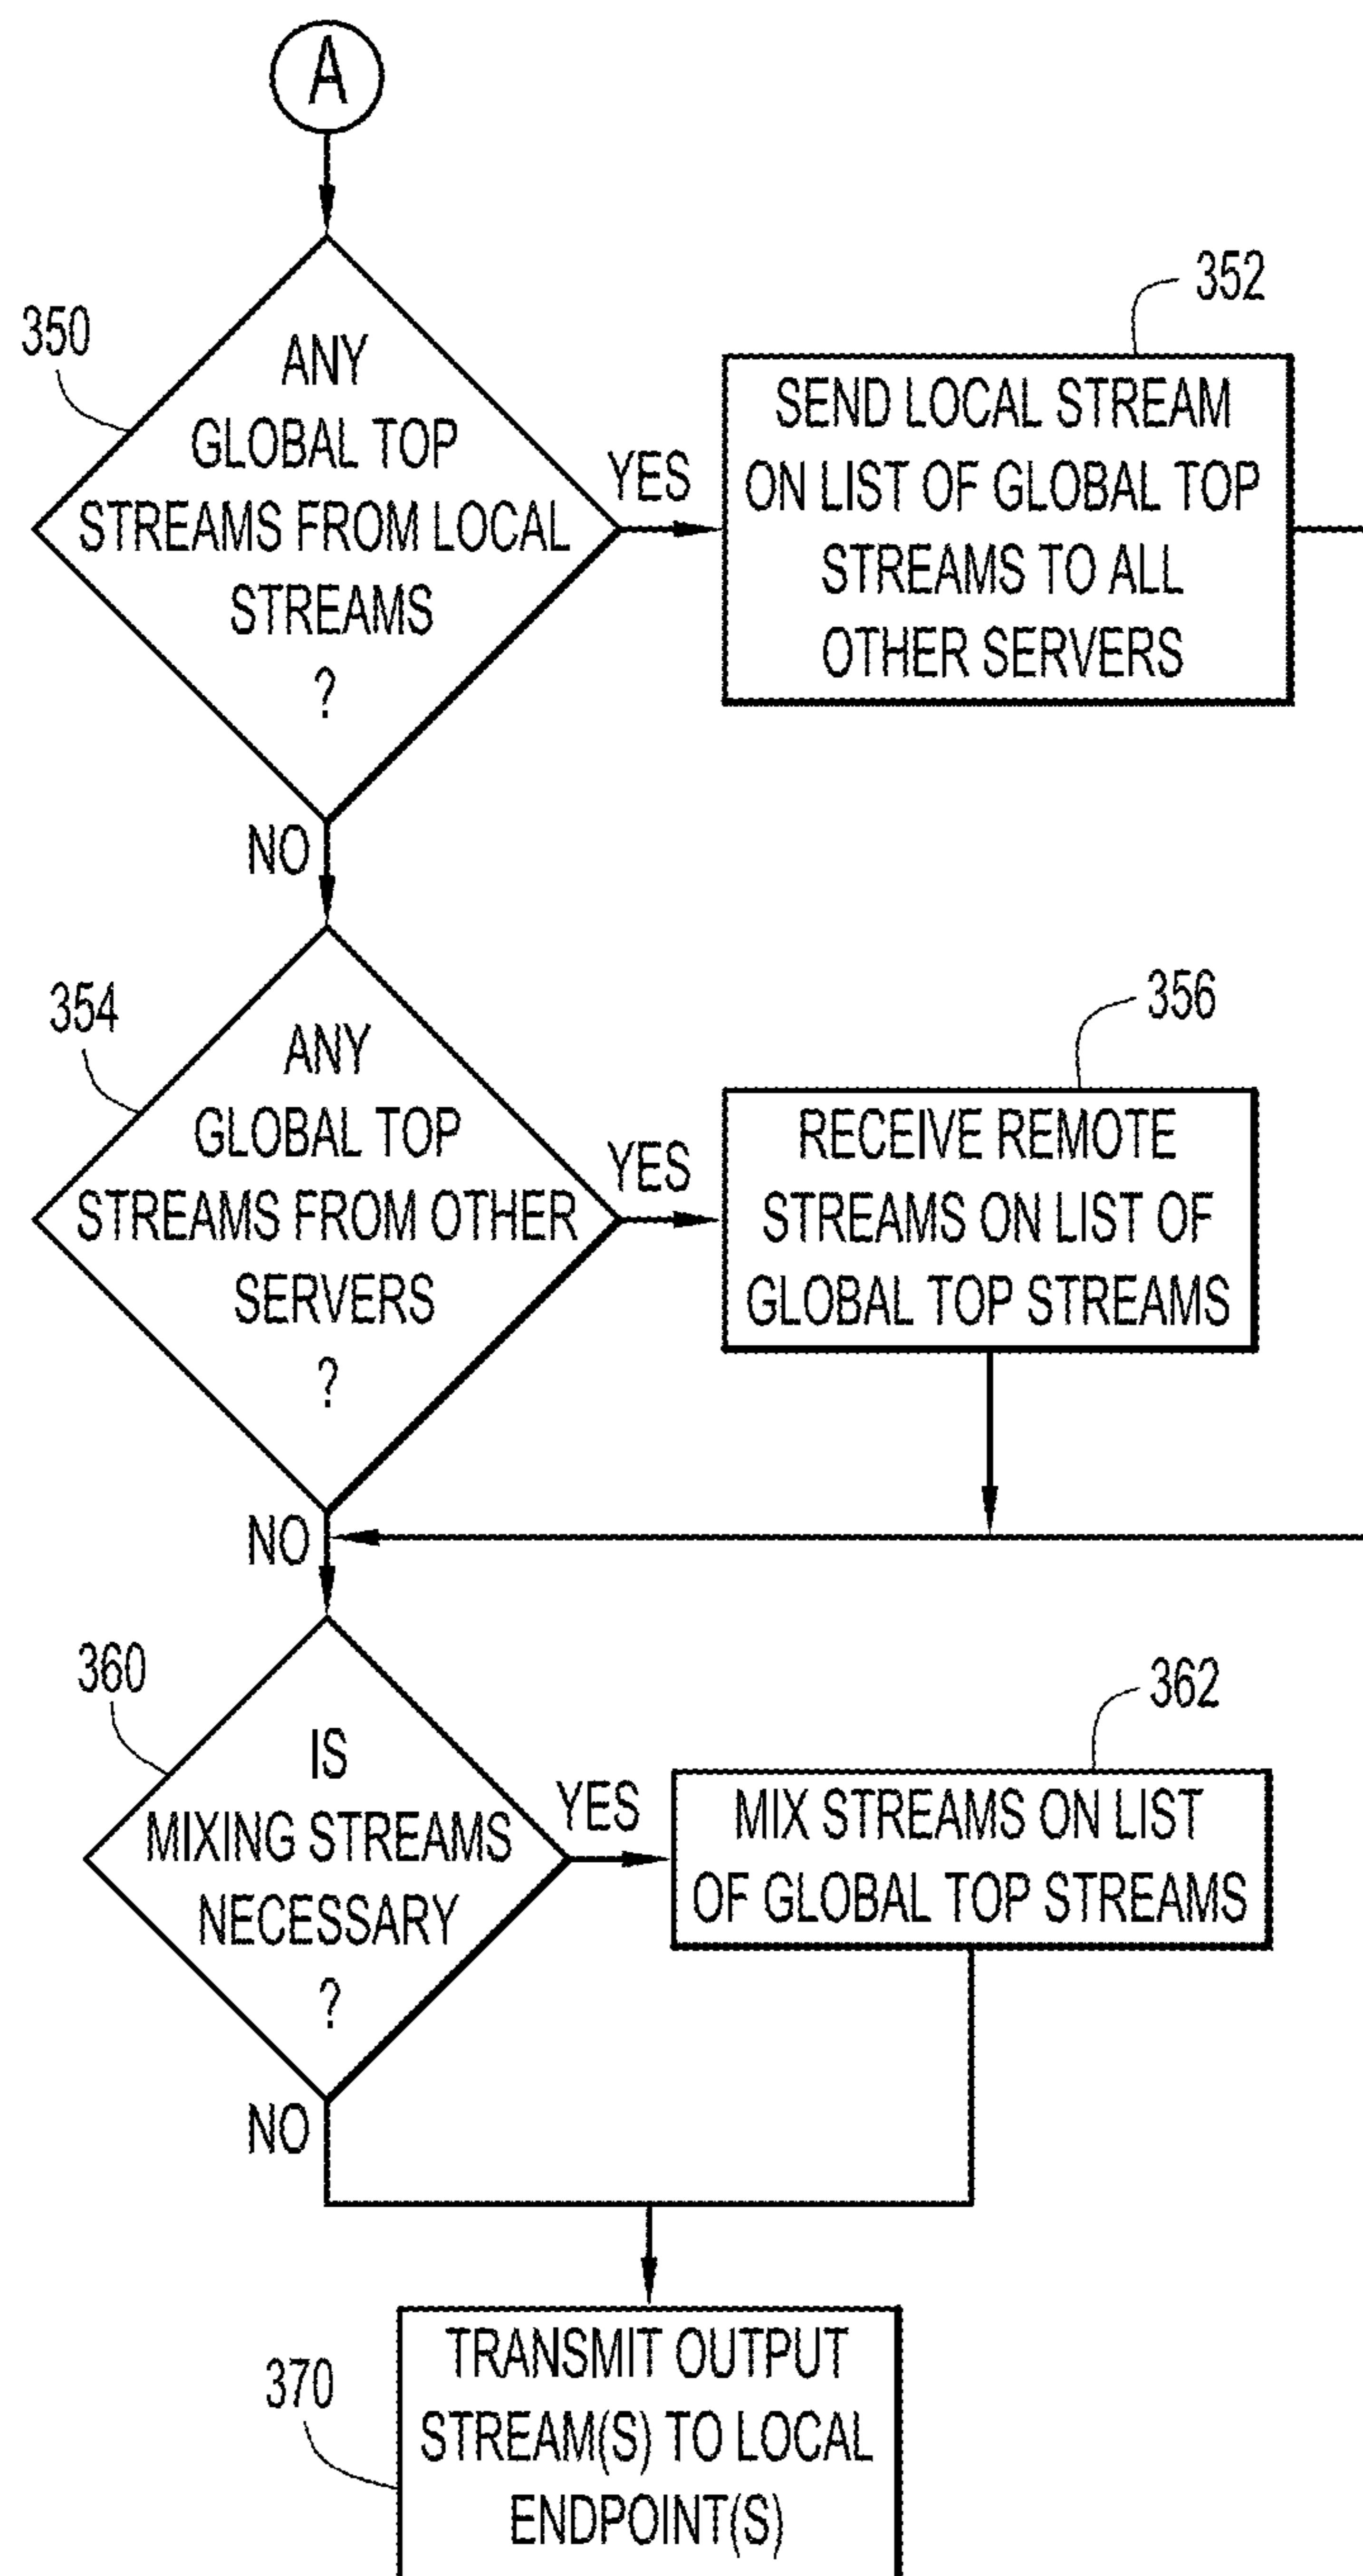 A
350
ANY
GLOBAL TOP
STREAMS FROM LOCAL
STREAMS
?
YES
352
SEND LOCAL STREAM
ON LIST OF GLOBAL TOP
STREAMS TO ALL
OTHER SERVERS
NO
354
ANY
GLOBAL TOP
STREAMS FROM OTHER
SERVERS
?
YES
356
RECEIVE REMOTE
STREAMS ON LIST OF
GLOBAL TOP STREAMS
NO
360
IS
MIXING STREAMS
NECESSARY
?
YES
362
MIX STREAMS ON LIST
OF GLOBAL TOP STREAMS
NO
370
TRANSMIT OUTPUT
STREAM(S) TO LOCAL
ENDPOINT(S)